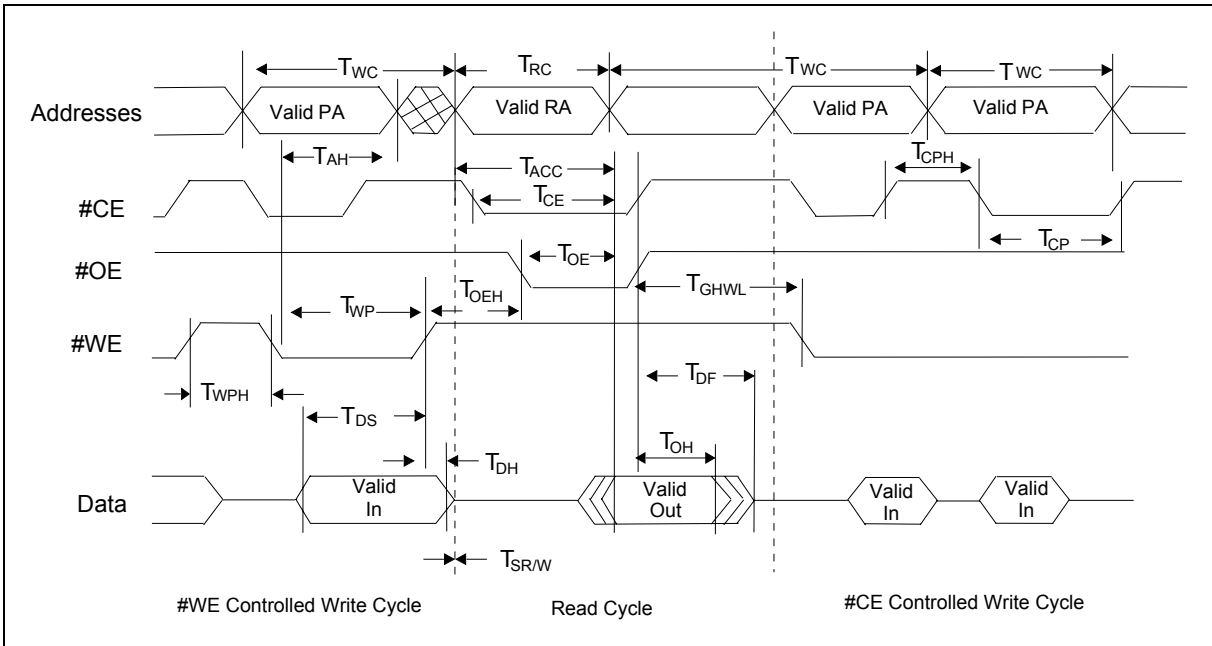 TWC TRC TWC TWC
Addresses Valid PA Valid RA Valid PA Valid PA
TAH TACC TCPH
#CE TCE
TCP
#OE TOE
TOEH TGHWL
TWP
#WE
TWPH TDF
TDS
TOH
TDH
Data Valid In Valid Out Valid In Valid In
TSR/W
#WE Controlled Write Cycle Read Cycle #CE Controlled Write Cycle